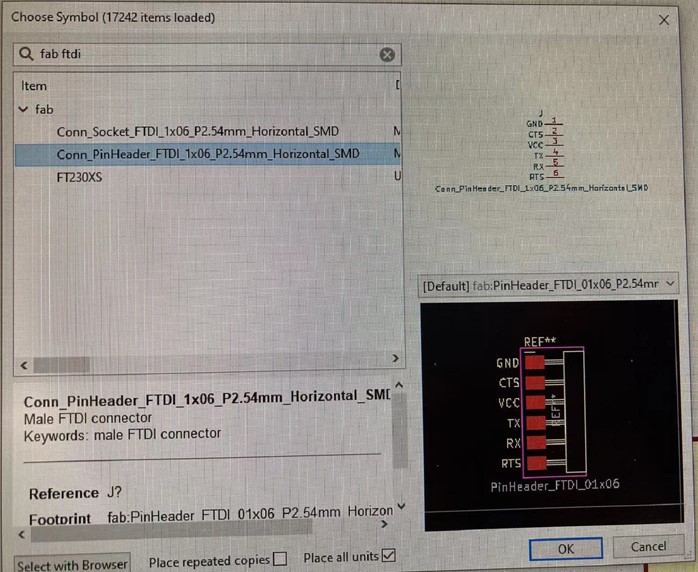 Choose Symbol (17242 items loaded)
fab ftdi
Item
fab
Conn_Socket_FTDI_1x06_P2.54mm_Horizontal_SMD
Conn_PinHeader_FTDI_1x06_P2.54mm_Horizontal_SMD
FT230XS
U
J
GND 1
CTS 2
VCC 3
TX 4
RX 5
RTS 6
Conn_PinHeader_FTDI_1x06_P2.54mm_Horizontal_SMD
[Default] fab:PinHeader_FTDI_01x06_P2.54mr
REF**
GND
CTS
VCC
TX
RX
RTS
REF**
PinHeader_FTDI_01x06
Conn_PinHeader_FTDI_1x06_P2.54mm_Horizontal_SMD
Male FTDI connector
Keywords: male FTDI connector
Reference J?
Footprint fab:PinHeader_FTDI_01x06_P2.54mm_Horizon
Select with Browser
Place repeated copies
Place all units
OK
Cancel